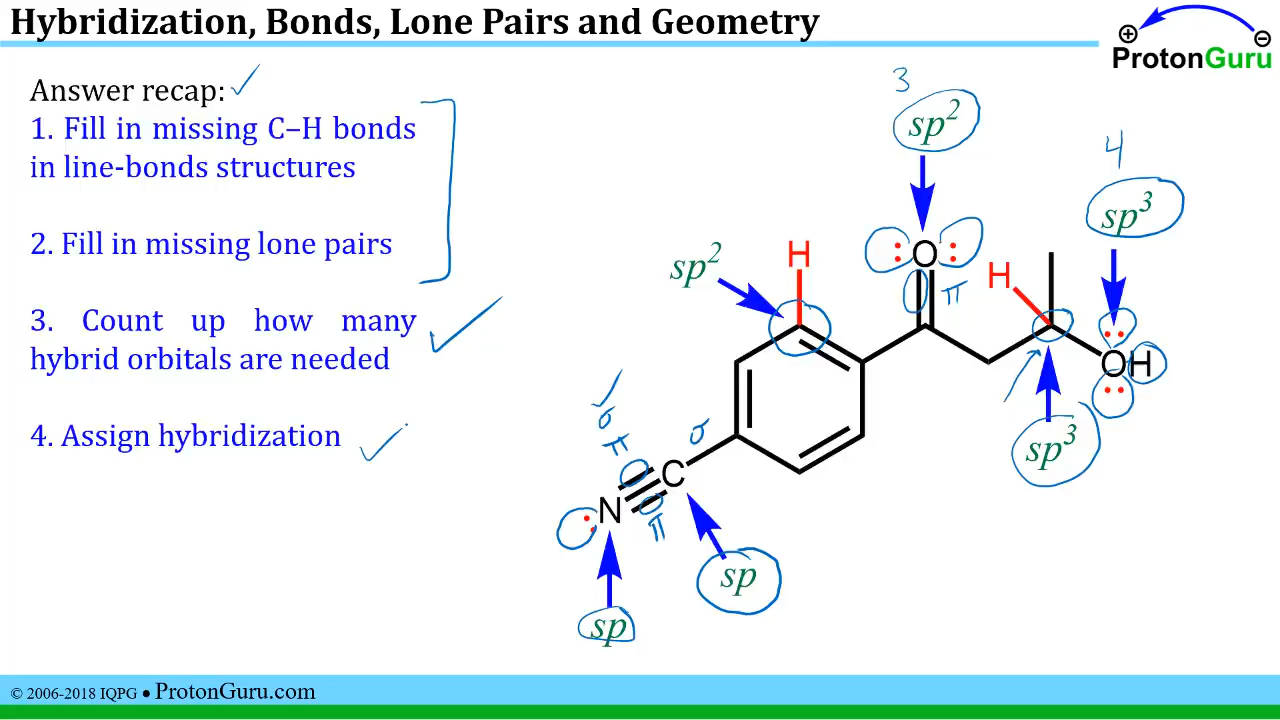 Hybridization, Bonds, Lone Pairs and Geometry
ProtonGuru
Answer recap:
1. Fill in missing C–H bonds
in line-bonds structures
2. Fill in missing lone pairs
3. Count up how many
hybrid orbitals are needed
4. Assign hybridization
3
sp²
4
sp³
sp²
H
O
π
H
OH
sp³
σ
σ
π
C
N
π
sp
sp
© 2006-2018 IQPG ● ProtonGuru.com